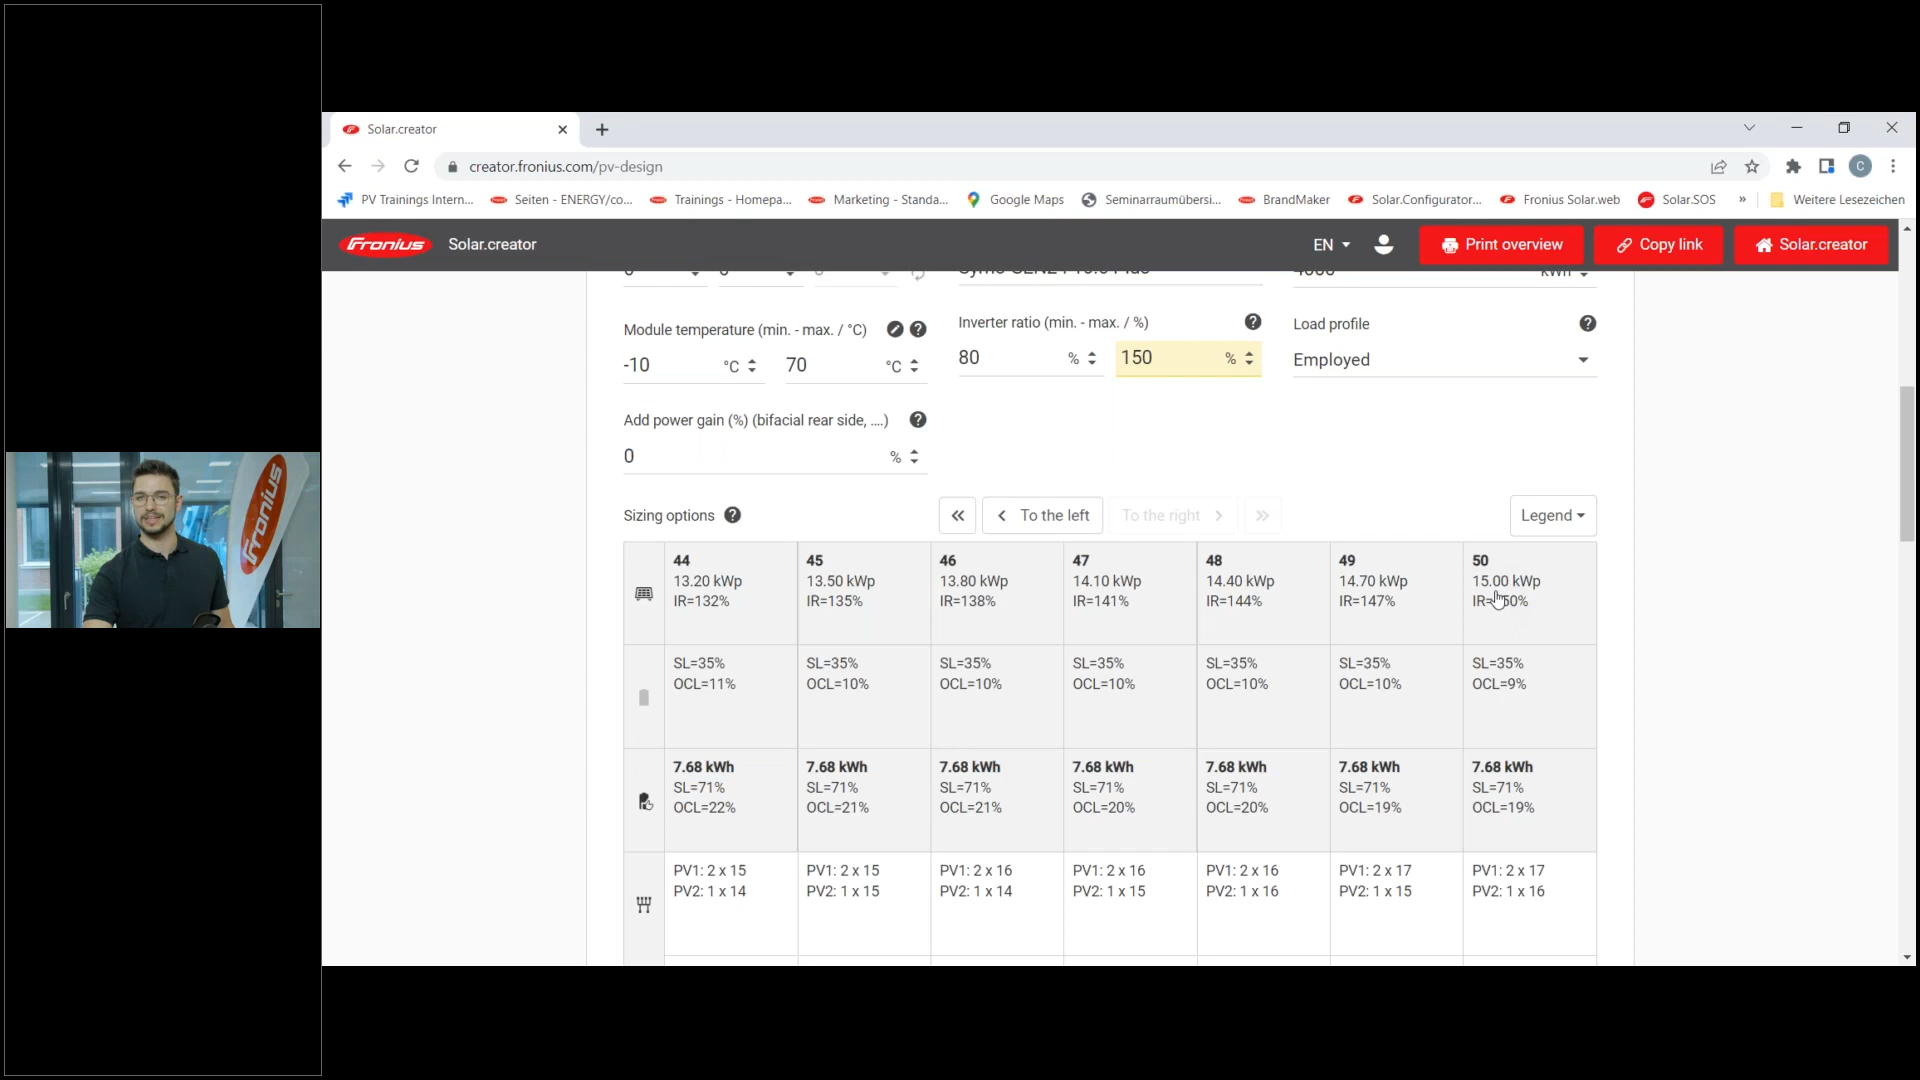 Solar.creator
creator.fronius.com/pv-design
PV Trainings Intern...
Seiten - ENERGY/co...
Trainings - Homepa...
Marketing - Standa...
Google Maps
Seminarraumübersi...
BrandMaker
Solar.Configurator...
Fronius Solar.web
Solar.SOS
»
Weitere Lesezeichen
C
Fronius
Solar.creator
EN
Print overview
Copy link
Solar.creator
Module temperature (min. - max. / °C)
-10 °C 70 °C
Inverter ratio (min. - max. / %)
80 % 150 %
Load profile
Employed
Add power gain (%) (bifacial rear side, ....)
0 %
Sizing options
To the left
To the right
Legend
44 45 46 47 48 49 50
13.20 kWp 13.50 kWp 13.80 kWp 14.10 kWp 14.40 kWp 14.70 kWp 15.00 kWp
IR=132% IR=135% IR=138% IR=141% IR=144% IR=147%
SL=35% SL=35% SL=35% SL=35% SL=35% SL=35% SL=35%
OCL=11% OCL=10% OCL=10% OCL=10% OCL=10% OCL=10% OCL=9%
7.68 kWh 7.68 kWh 7.68 kWh 7.68 kWh 7.68 kWh 7.68 kWh 7.68 kWh
SL=71% SL=71% SL=71% SL=71% SL=71% SL=71% SL=71%
OCL=22% OCL=21% OCL=21% OCL=20% OCL=20% OCL=19% OCL=19%
PV1: 2 x 15 PV1: 2 x 15 PV1: 2 x 16 PV1: 2 x 16 PV1: 2 x 16 PV1: 2 x 17 PV1: 2 x 17
PV2: 1 x 14 PV2: 1 x 15 PV2: 1 x 14 PV2: 1 x 15 PV2: 1 x 16 PV2: 1 x 15 PV2: 1 x 16
Fronius